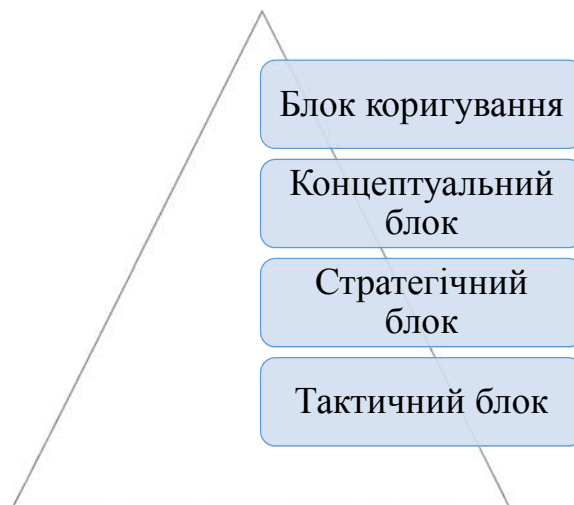 Блок коригування
Концептуальний
блок
Стратегічний
блок
Тактичний блок